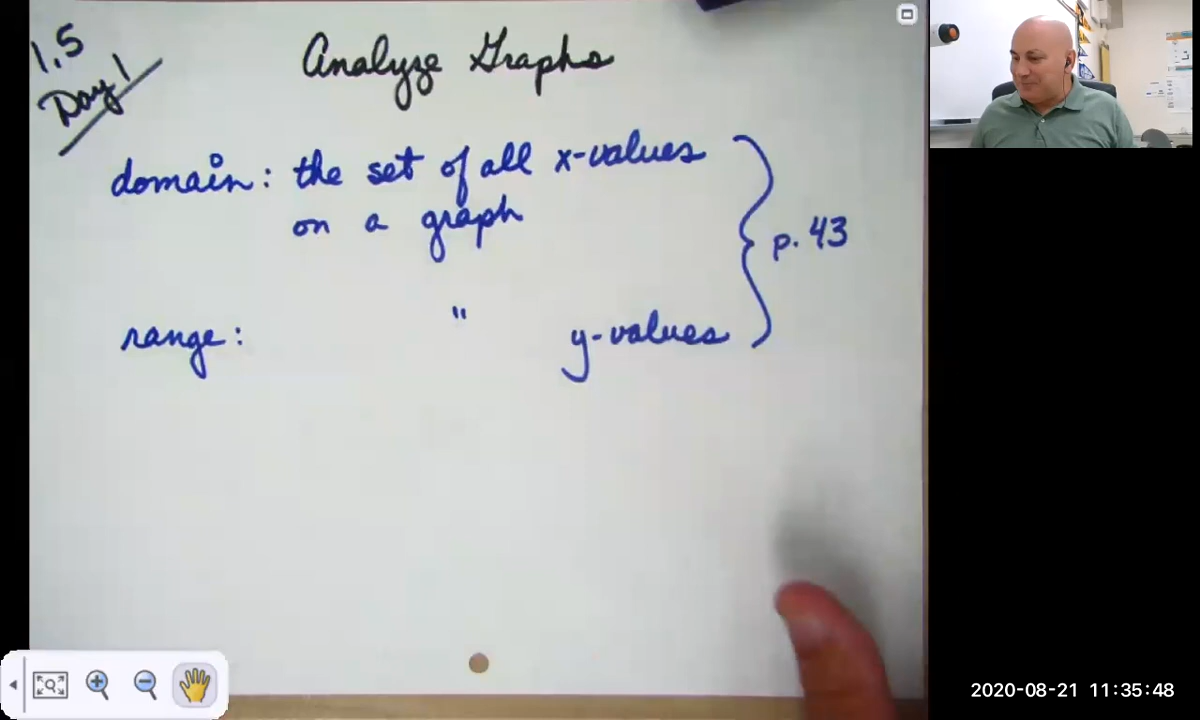 1.5
Day 1
Analyze Graphs
domain: the set of all x-values
on a graph
p. 43
range: " y-values
2020-08-21 11:35:48